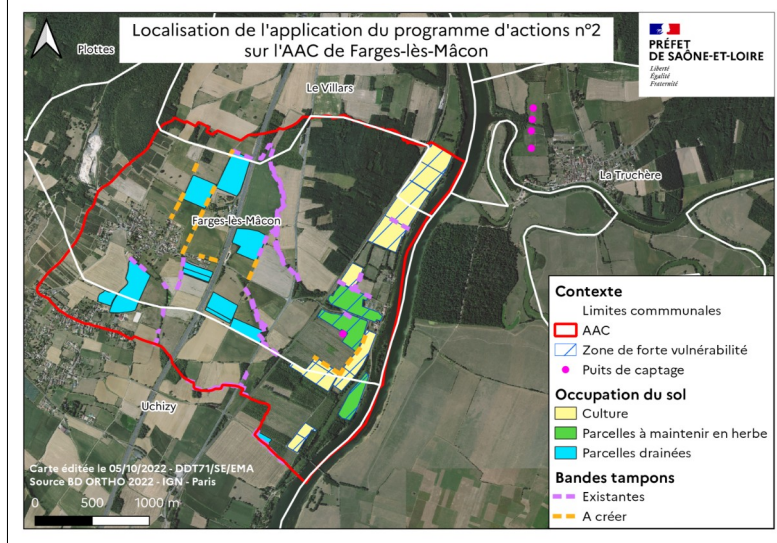 Localisation de l'application du programme d'actions n°2
sur l'AAC de Farges-lès-Mâcon
PRÉFET
DE SAÔNE-ET-LOIRE
Liberté
Égalité
Fraternité
Plottes
Le Villars
La Truchère
Farges-lès-Mâcon
Uchizy
Contexte
Limites commmunales
AAC
Zone de forte vulnérabilité
Puits de captage
Occupation du sol
Culture
Parcelles à maintenir en herbe
Parcelles drainées
Bandes tampons
Existantes
A créer
Carte éditée le 05/10/2022 - DDT71/SE/EMA
Source BD ORTHO 2022 - IGN - Paris
0 500 1000 m